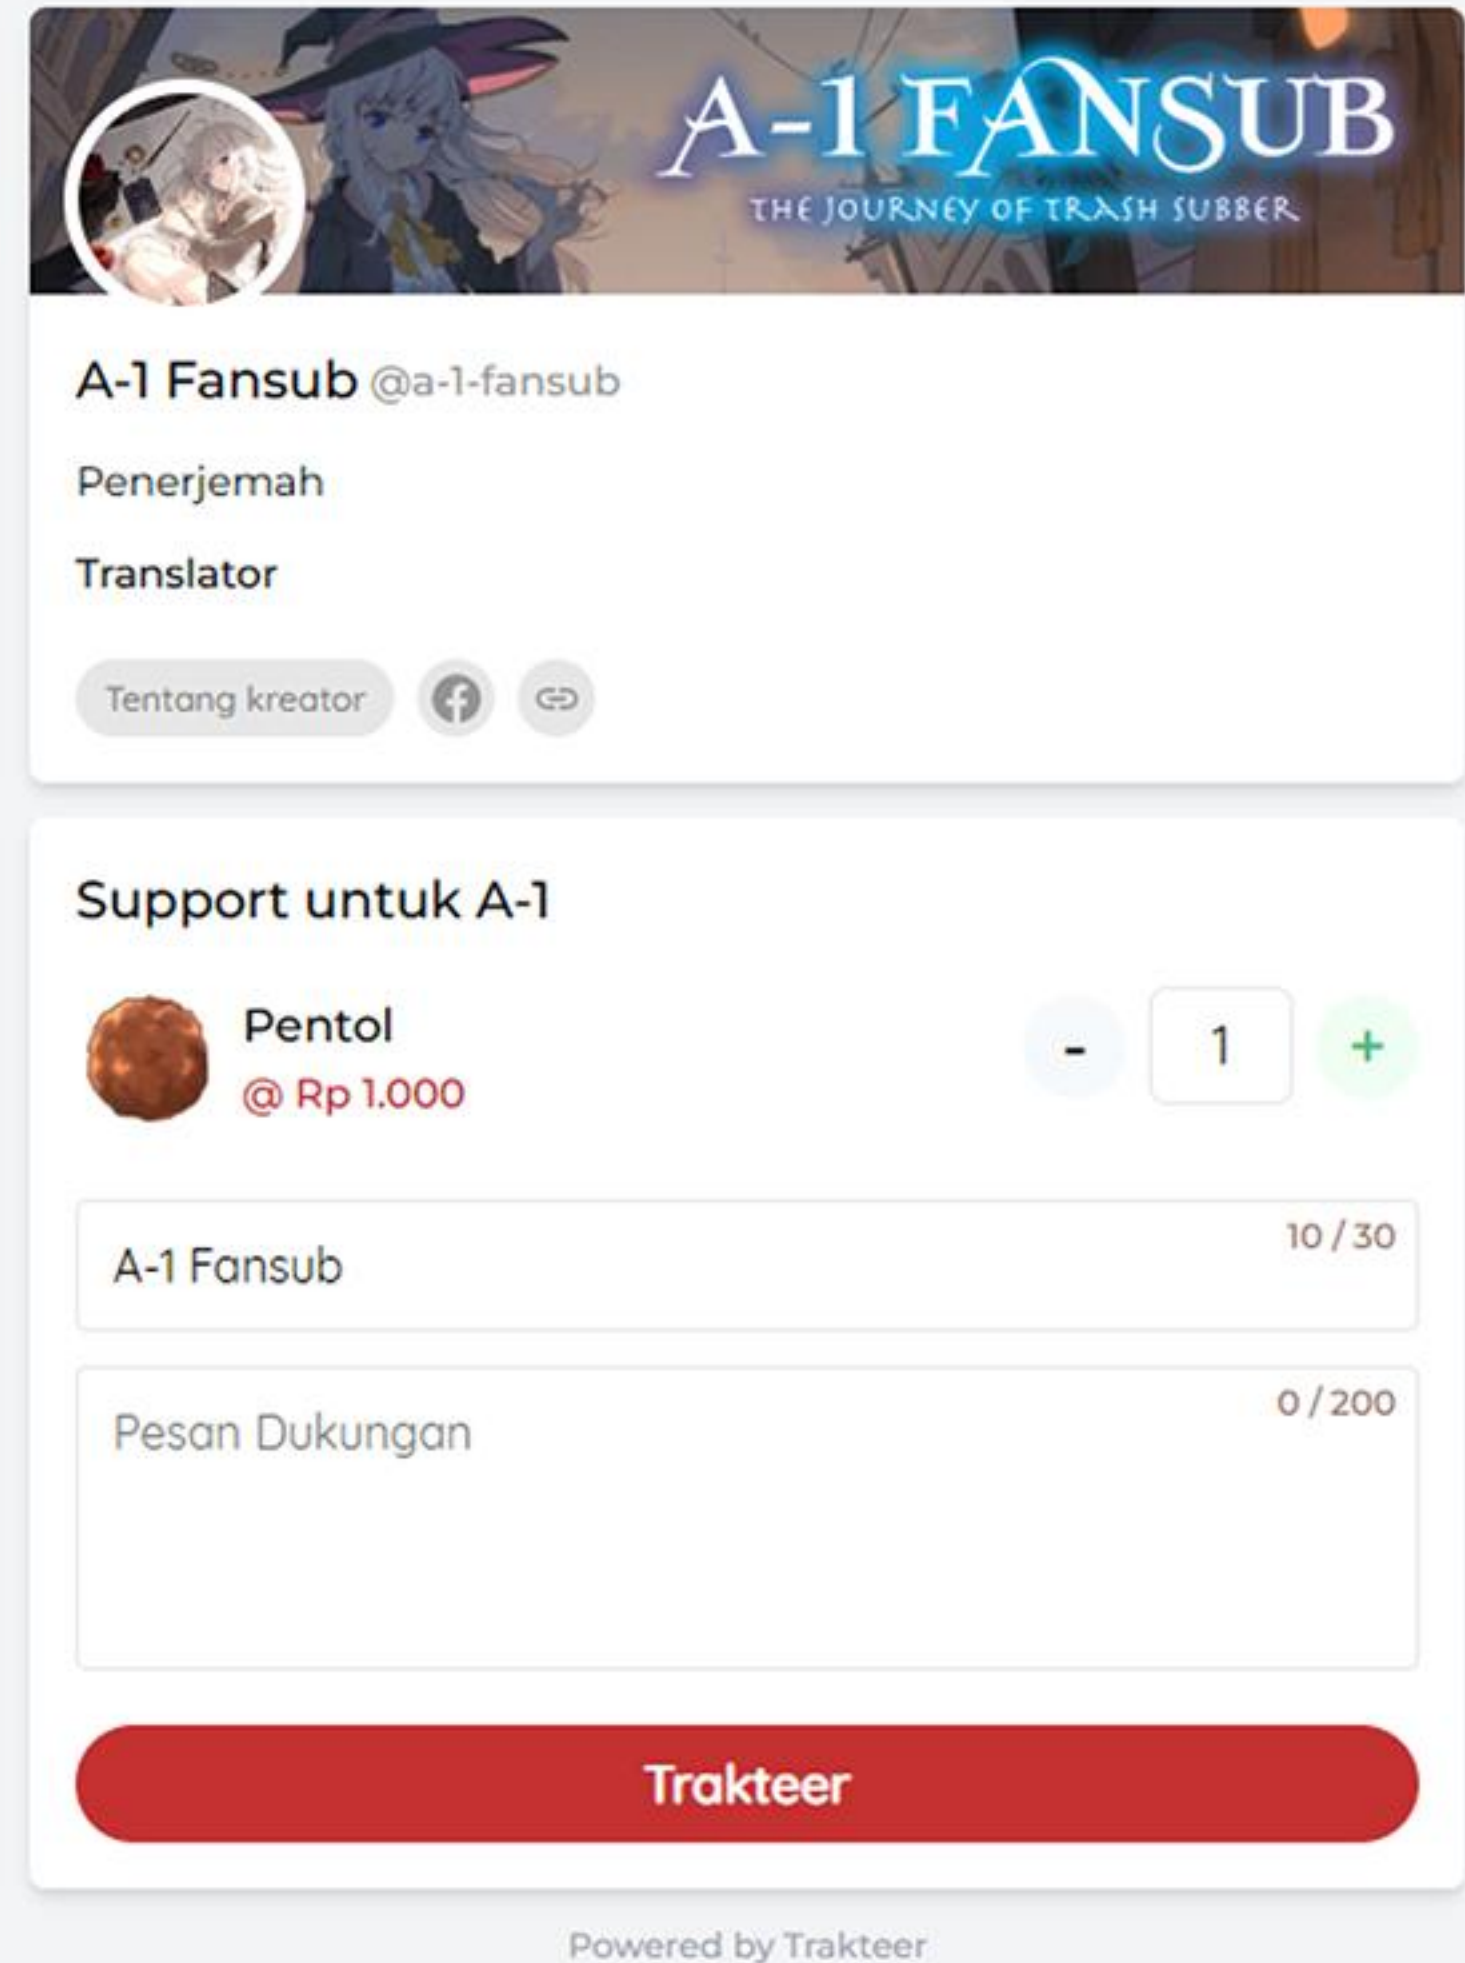 A-1 FANSUB
THE JOURNEY OF TRASH SUBBER
A-1 Fansub @a-1-fansub
Penerjemah
Translator
Tentang kreator
Support untuk A-1
Pentol
@ Rp 1.000
- 1 +
10 / 30
A-1 Fansub
0 / 200
Pesan Dukungan
Trakteer
Powered by Trakteer